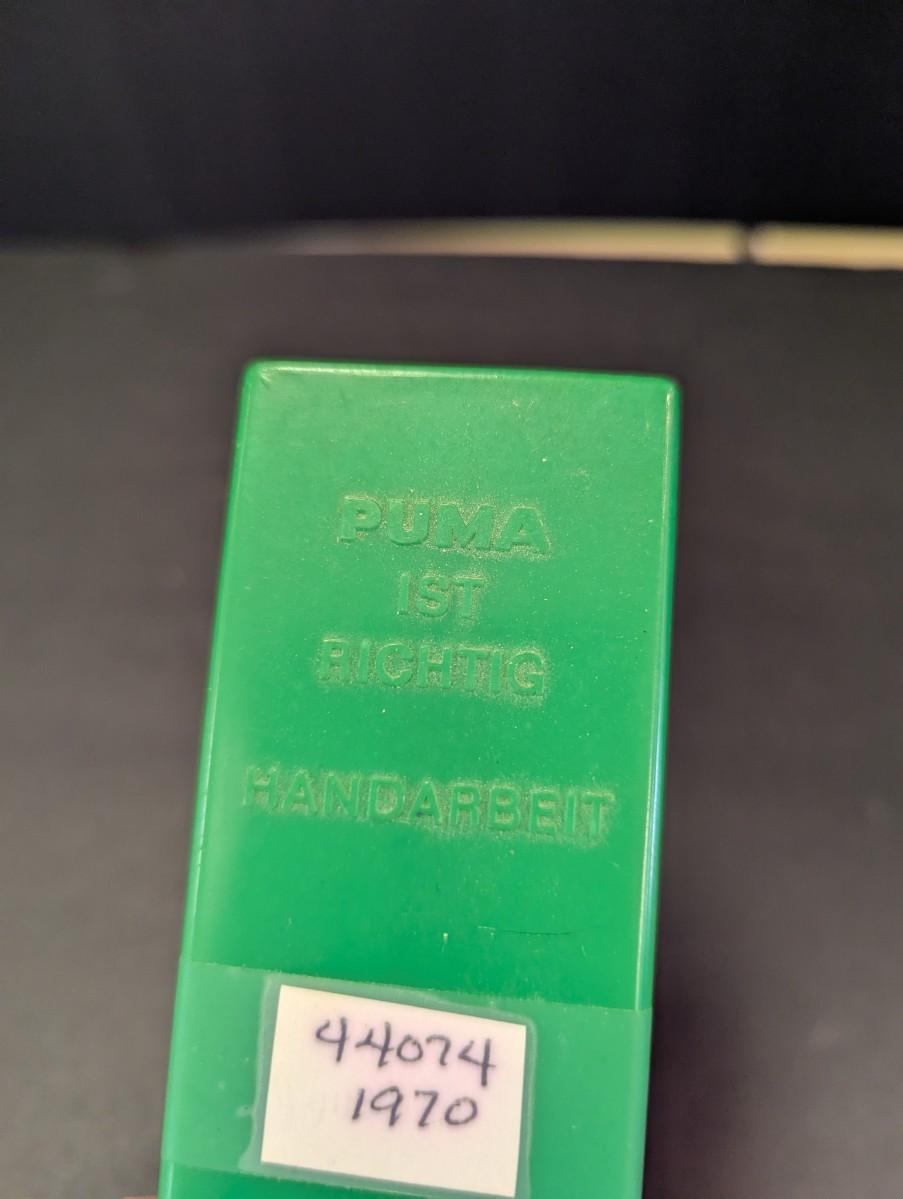 PUMA
IST
RICHTIG
HANDARBEIT
44074
1970